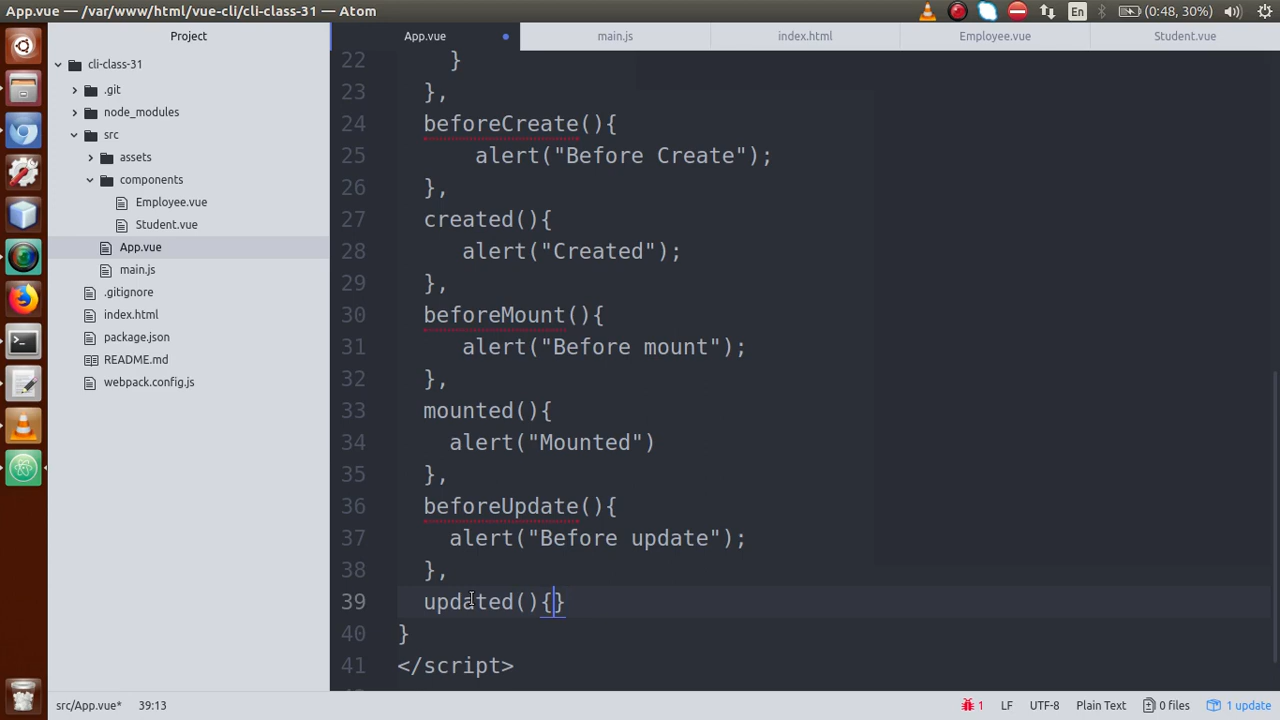 App.vue — /var/www/html/vue-cli/cli-class-31 — Atom
En (0:48, 30%)
Project
App.vue main.js index.html Employee.vue Student.vue
cli-class-31
.git
node_modules
src
assets
components
Employee.vue
Student.vue
App.vue
main.js
.gitignore
index.html
package.json
README.md
webpack.config.js
22 }
23 },
24 beforeCreate(){
25 alert("Before Create");
26 },
27 created(){
28 alert("Created");
29 },
30 beforeMount(){
31 alert("Before mount");
32 },
33 mounted(){
34 alert("Mounted")
35 },
36 beforeUpdate(){
37 alert("Before update");
38 },
39 updated(){}
40 }
41 </script>
src/App.vue* 39:13 1 LF UTF-8 Plain Text 0 files 1 update